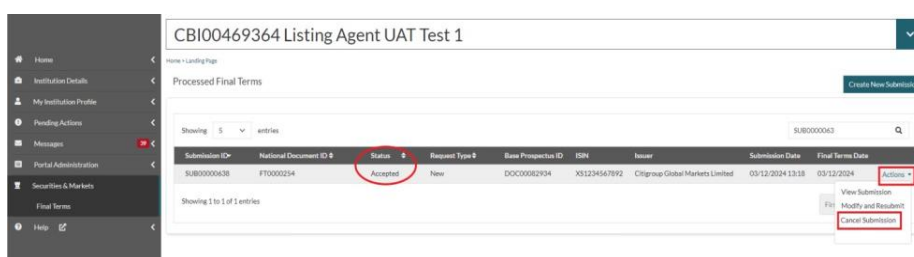 CBI00469364 Listing Agent UAT Test 1
Home
Home > Landing Page
Institution Details
Processed Final Terms
Create New Submissio
My Institution Profile
Pending Actions
Showing 5 entries
SUB0000063
Messages 39
Submission ID National Document ID Status Request Type Base Prospectus ID ISIN Issuer Submission Date Final Terms Date
Portal Administration
SUB00000638 FT0000254 Accepted New DOC00082934 XS1234567892 Citigroup Global Markets Limited 03/12/2024 13:18 03/12/2024 Actions
Securities & Markets
View Submission
Final Terms
Showing 1 to 1 of 1 entries
Modify and Resubmit
Help
Cancel Submission